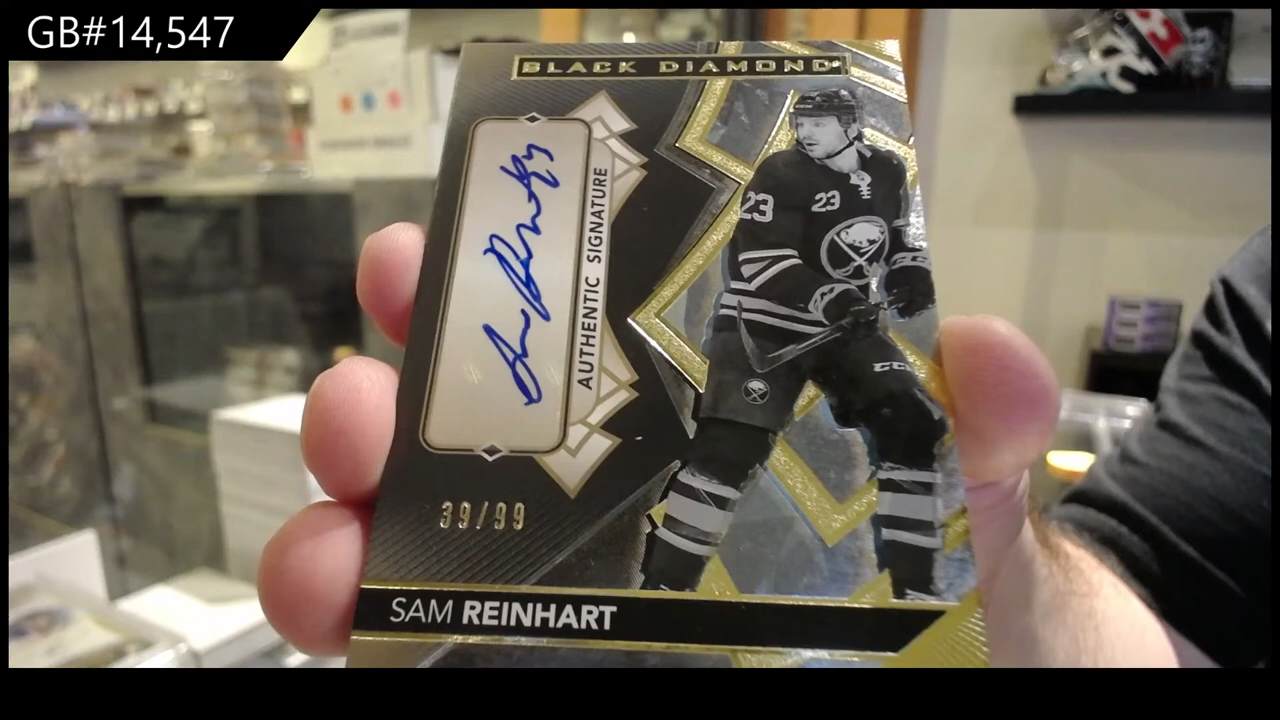 GB#14,547
BLACK DIAMOND
AUTHENTIC SIGNATURE
23
23
CCM
39/99
SAM REINHART